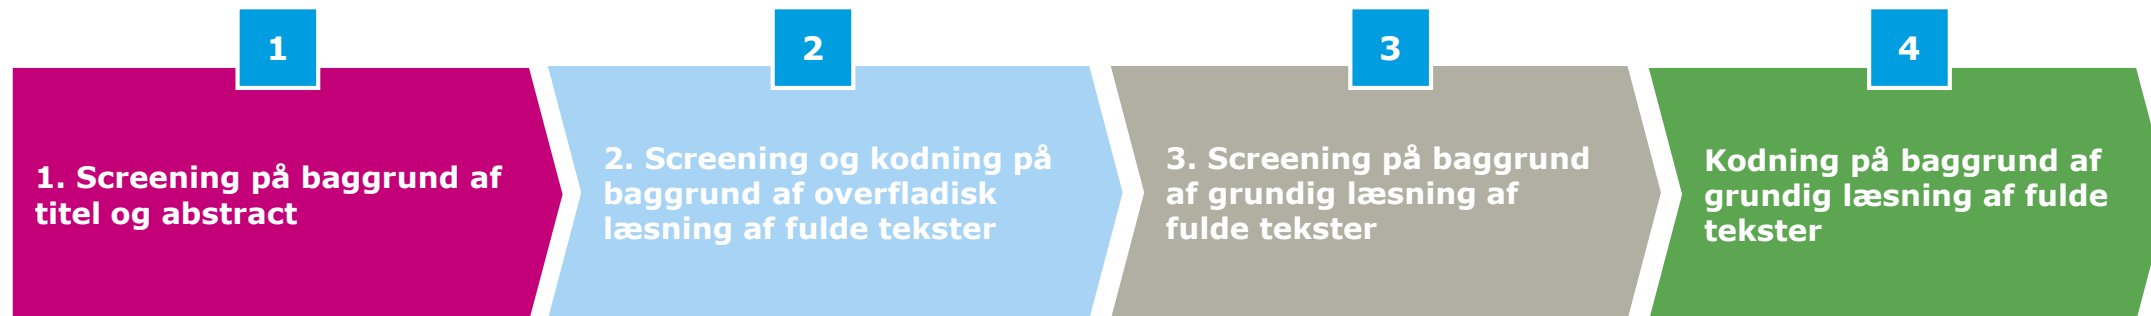 1
2
3
4
1. Screening på baggrund af
titel og abstract
2. Screening og kodning på
baggrund af overfladisk
læsning af fulde tekster
3. Screening på baggrund
af grundig læsning af
fulde tekster
Kodning på baggrund af
grundig læsning af fulde
tekster